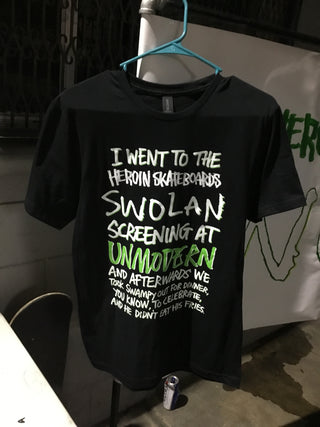 I WENT TO THE
HEROIN SKATEBOARDS
SWOLAN
SCREENING AT
UNMODERN
AND AFTERWARDS WE
TOOK SWAMPY OUT FOR DINNER
YOU KNOW, TO CELEBRATE,
AND HE DIDN'T EAT HIS FRIES.